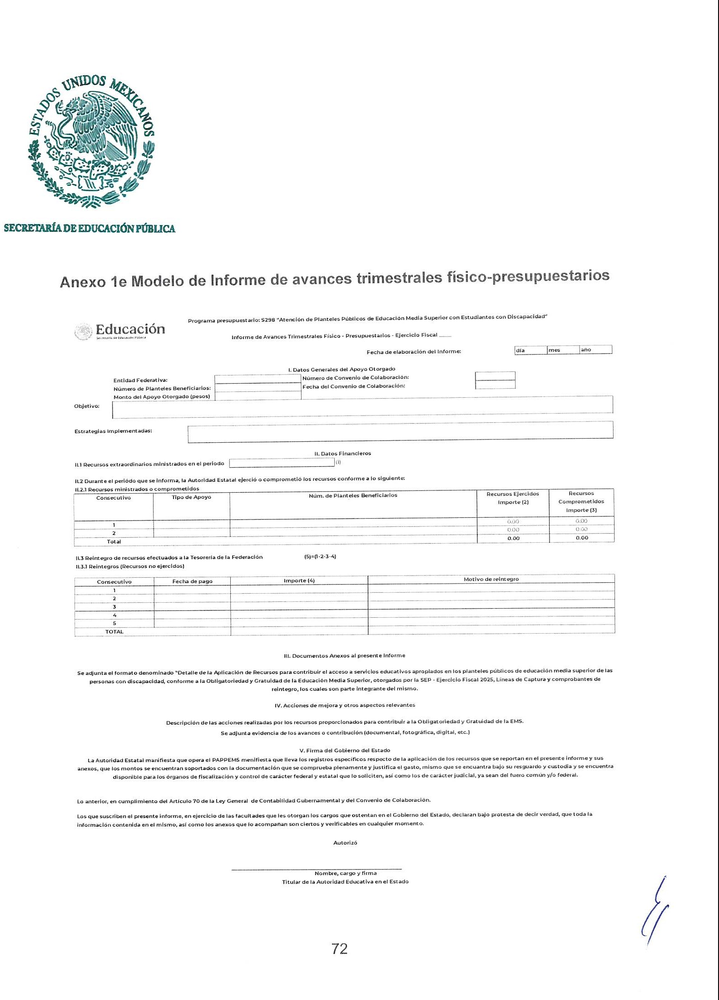 ESTADOS UNIDOS MEXICANOS
SECRETARÍA DE EDUCACIÓN PÚBLICA
Anexo 1e Modelo de Informe de avances trimestrales físico-presupuestarios
Educación
Secretaría de Educación Pública
Programa presupuestario: S298 "Atención de Planteles Públicos de Educación Media Superior con Estudiantes con Discapacidad"
Informe de Avances Trimestrales Físico - Presupuestarios - Ejercicio Fiscal ____
Fecha de elaboración del Informe: día mes año
I. Datos Generales del Apoyo Otorgado
Entidad Federativa: Número de Convenio de Colaboración:
Número de Planteles Beneficiarios: Fecha del Convenio de Colaboración:
Monto del Apoyo Otorgado (pesos)
Objetivo:
Estrategias Implementadas:
II. Datos Financieros
II.1 Recursos extraordinarios ministrados en el periodo (1)
II.2 Durante el periódo que se informa, la Autoridad Estatal ejerció o comprometió los recursos conforme a lo siguiente:
II.2.1 Recursos ministrados o comprometidos
Consecutivo Tipo de Apoyo Núm. de Planteles Beneficiarios Recursos Ejercidos Importe (2) Recursos Comprometidos Importe (3)
1 0.00 0.00
2 0.00 0.00
Total 0.00 0.00
II.3 Reintegro de recursos efectuados a la Tesorería de la Federación (5)=(1-2-3-4)
II.3.1 Reintegros (Recursos no ejercidos)
Consecutivo Fecha de pago Importe (4) Motivo de reintegro
1
2
3
4
5
TOTAL
III. Documentos Anexos al presente Informe
Se adjunta el formato denominado "Detalle de la Aplicación de Recursos para contribuir el acceso a servicios educativos apropiados en los planteles públicos de educación media superior de las
personas con discapacidad, conforme a la Obligatoriedad y Gratuidad de la Educación Media Superior, otorgados por la SEP - Ejercicio Fiscal 2025, Líneas de Captura y comprobantes de
reintegro, los cuales son parte integrante del mismo.
IV. Acciones de mejora y otros aspectos relevantes
Descripción de las acciones realizadas por los recursos proporcionados para contribuir a la Obligatoriedad y Gratuidad de la EMS.
Se adjunta evidencia de los avances o contribución (documental, fotográfica, digital, etc.)
V. Firma del Gobierno del Estado
La Autoridad Estatal manifiesta que opera el PAPPEMS menifiesta que lleva los registros específicos respecto de la aplicación de los recursos que se reportan en el presente informe y sus
anexos, que los montos se encuentran soportados con la documentación que se comprueba plenamente y justifica el gasto, mismo que se encuantra bajo su resguardo y custodia y se encuentra
disponible para los órganos de fiscalización y control de carácter federal y estatal que lo soliciten, así como los de carácter judicial, ya sean del fuero común y/o federal.
Lo anterior, en cumplimiento del Artículo 70 de la Ley General de Contabilidad Gubernamental y del Convenio de Colaboración.
Los que suscriben el presente informe, en ejercicio de las facultades que les otorgan los cargos que ostentan en el Gobierno del Estado, declaran bajo protesta de decir verdad, que toda la
información contenida en el mismo, así como los anexos que lo acompañan son ciertos y verificables en cualquier momento.
Autorizó
Nombre, cargo y firma
Titular de la Autoridad Educativa en el Estado
72